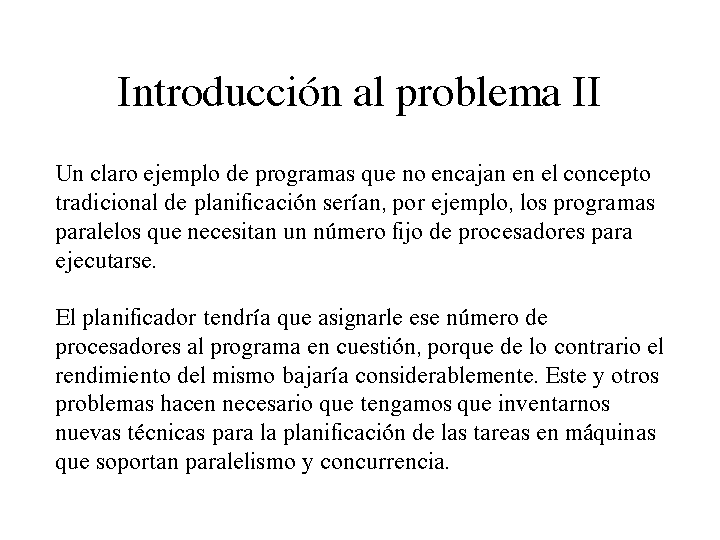 Introducción al problema II
Un claro ejemplo de programas que no encajan en el concepto
tradicional de planificación serían, por ejemplo, los programas
paralelos que necesitan un número fijo de procesadores para
ejecutarse.
El planificador tendría que asignarle ese número de
procesadores al programa en cuestión, porque de lo contrario el
rendimiento del mismo bajaría considerablemente. Este y otros
problemas hacen necesario que tengamos que inventarnos
nuevas técnicas para la planificación de las tareas en máquinas
que soportan paralelismo y concurrencia.